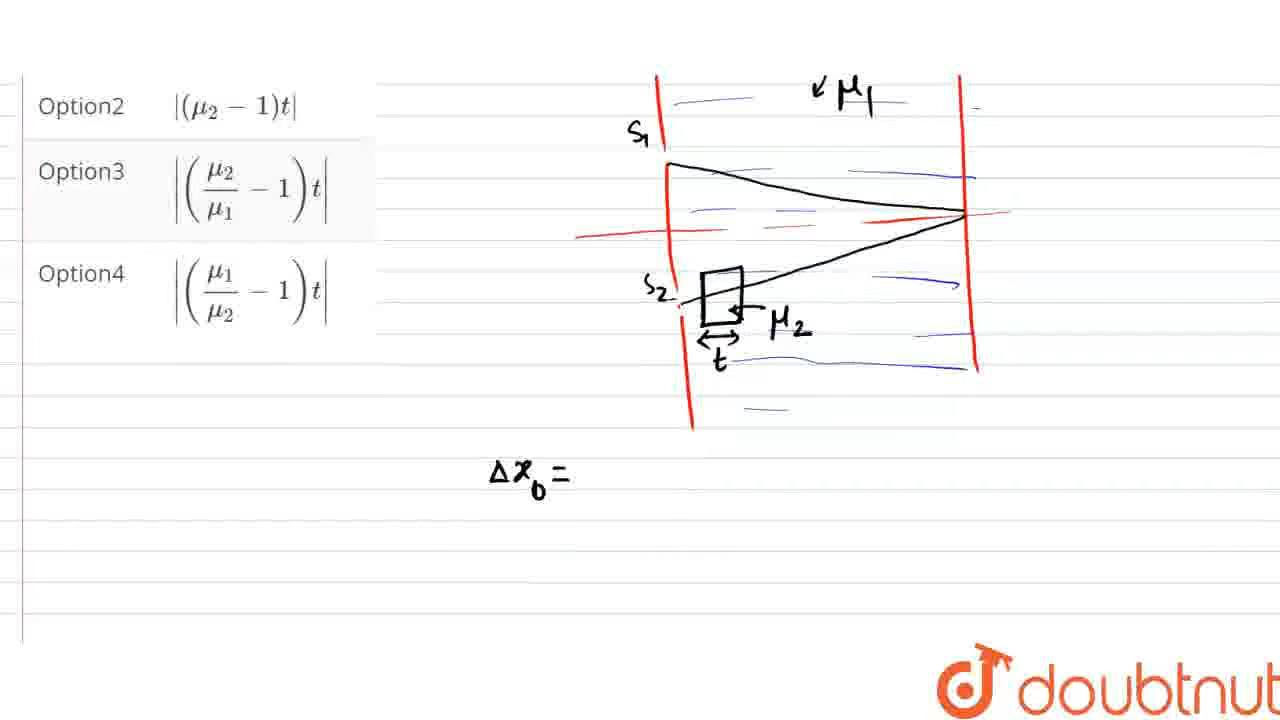 Option2 |(μ₂ − 1)t|
Option3 |(μ₂/μ₁ − 1)t|
Option4 |(μ₁/μ₂ − 1)t|
μ₁
S₁
S₂
μ₂
t
Δx₀ =
doubtnut